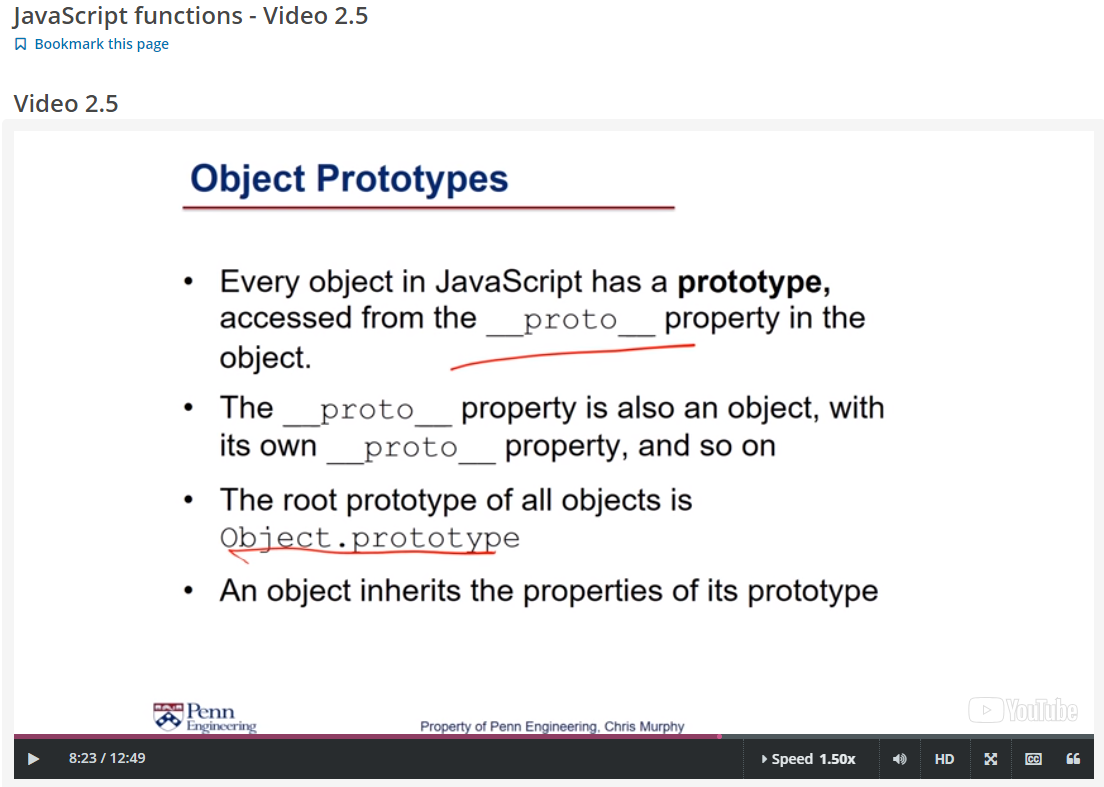 JavaScript functions - Video 2.5
Bookmark this page
Video 2.5
Object Prototypes
• Every object in JavaScript has a prototype,
accessed from the __proto__ property in the
object.
• The __proto__ property is also an object, with
its own __proto__ property, and so on
• The root prototype of all objects is
Object.prototype
• An object inherits the properties of its prototype
Penn
Engineering
Property of Penn Engineering, Chris Murphy
YouTube
8:23 / 12:49
Speed 1.50x
HD
CC